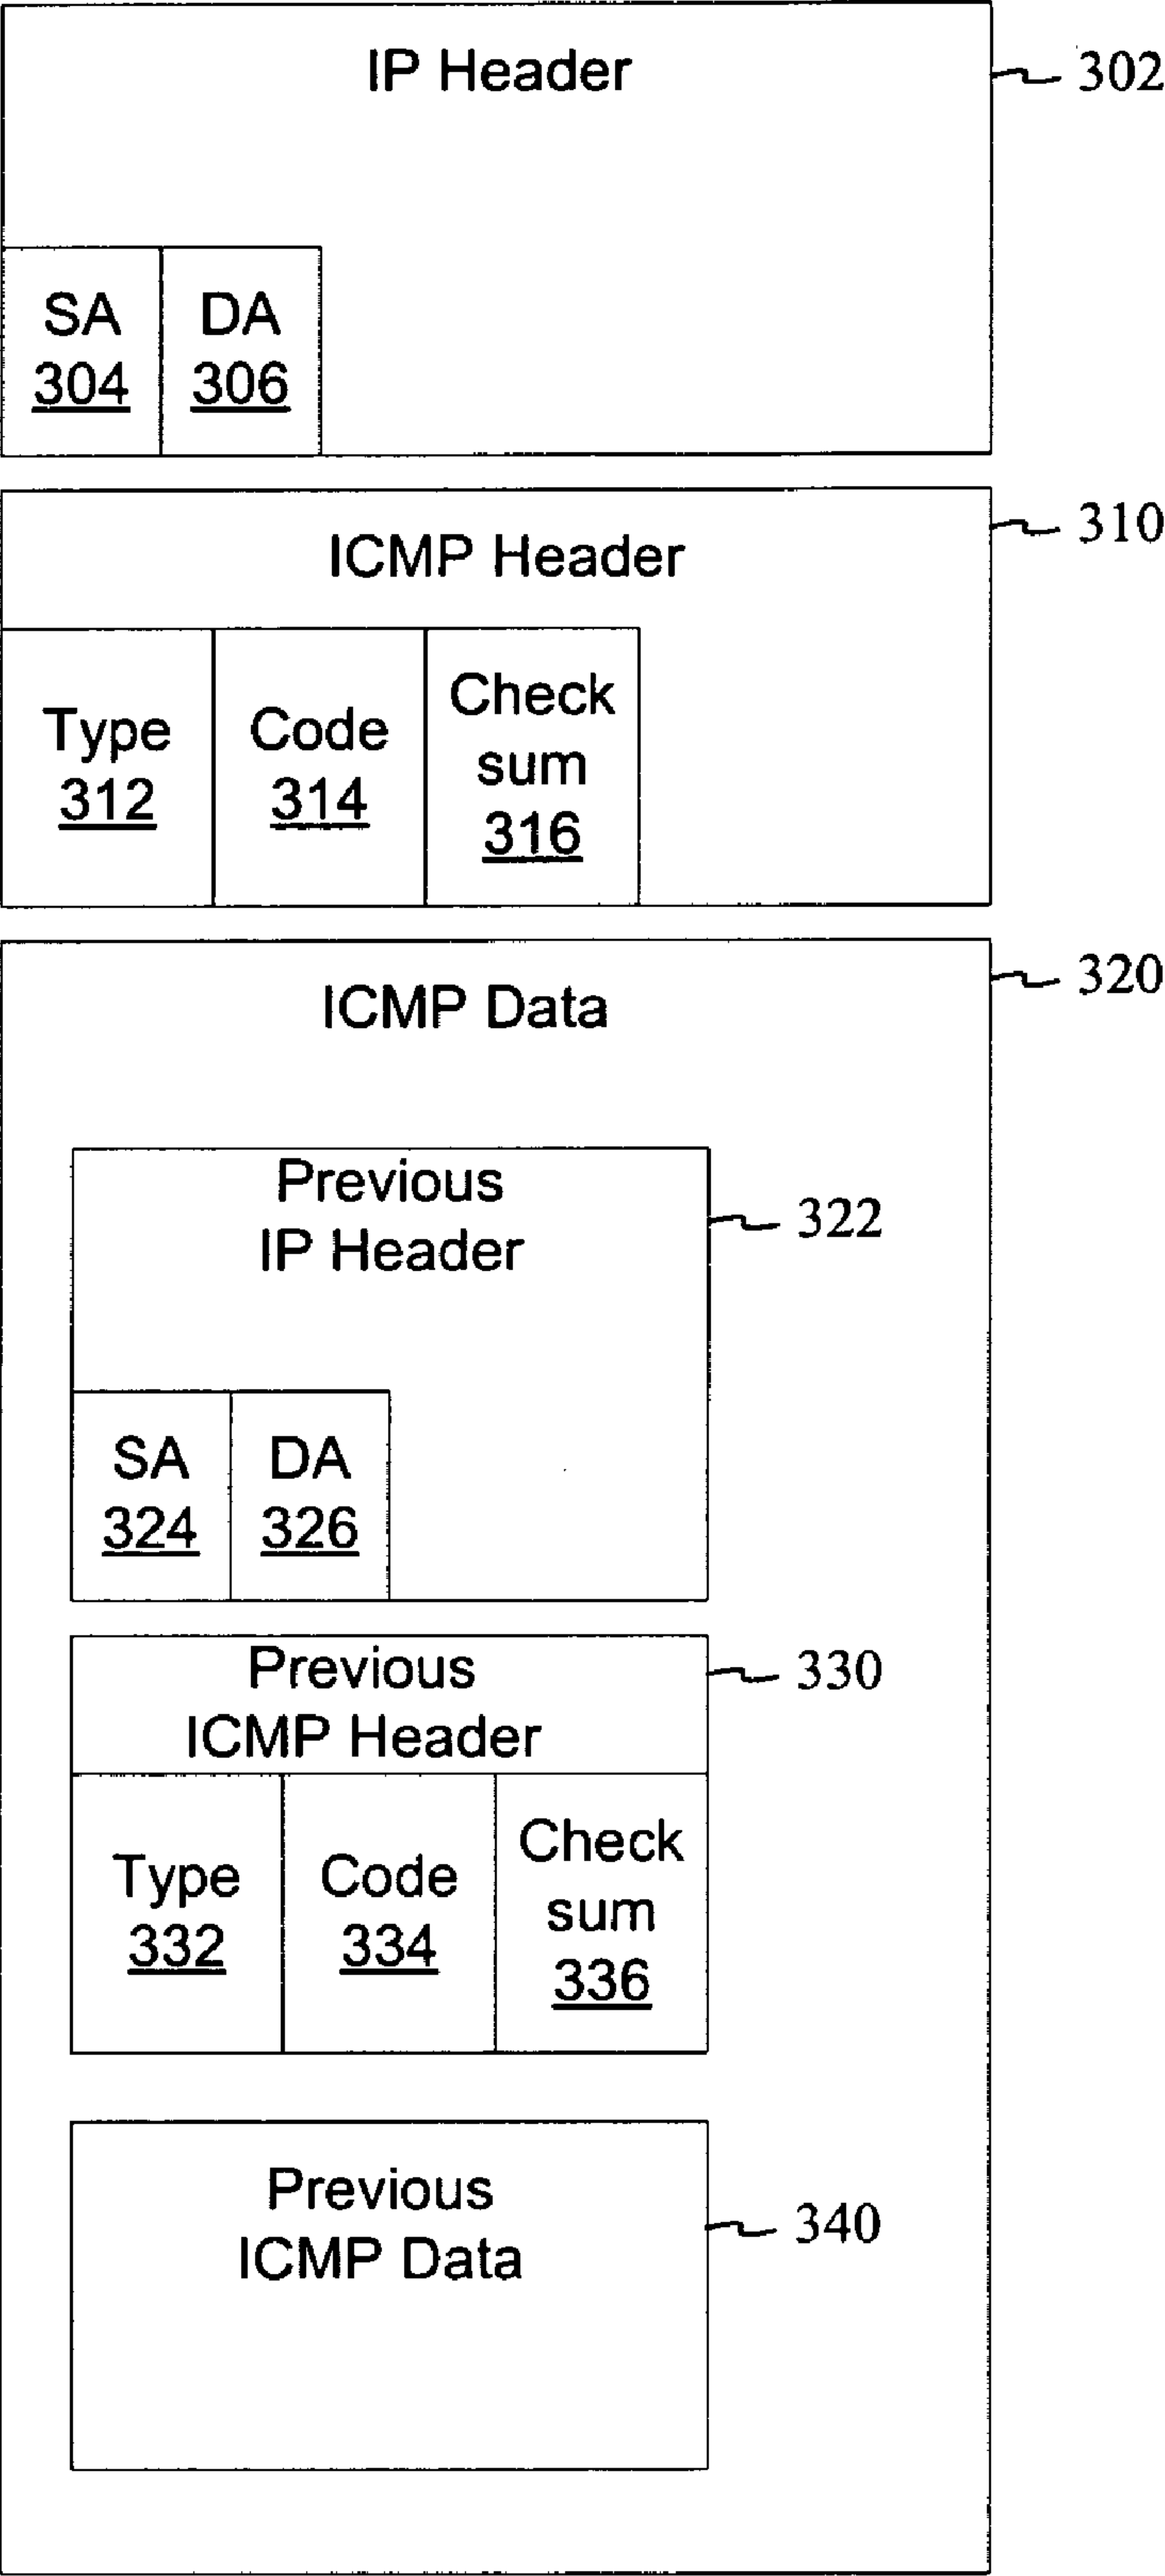 IP Header
302
SA
304
DA
306
ICMP Header
310
Type
312
Code
314
Check
sum
316
ICMP Data
320
Previous
IP Header
322
SA
324
DA
326
Previous
ICMP Header
330
Type
332
Code
334
Check
sum
336
Previous
ICMP Data
340